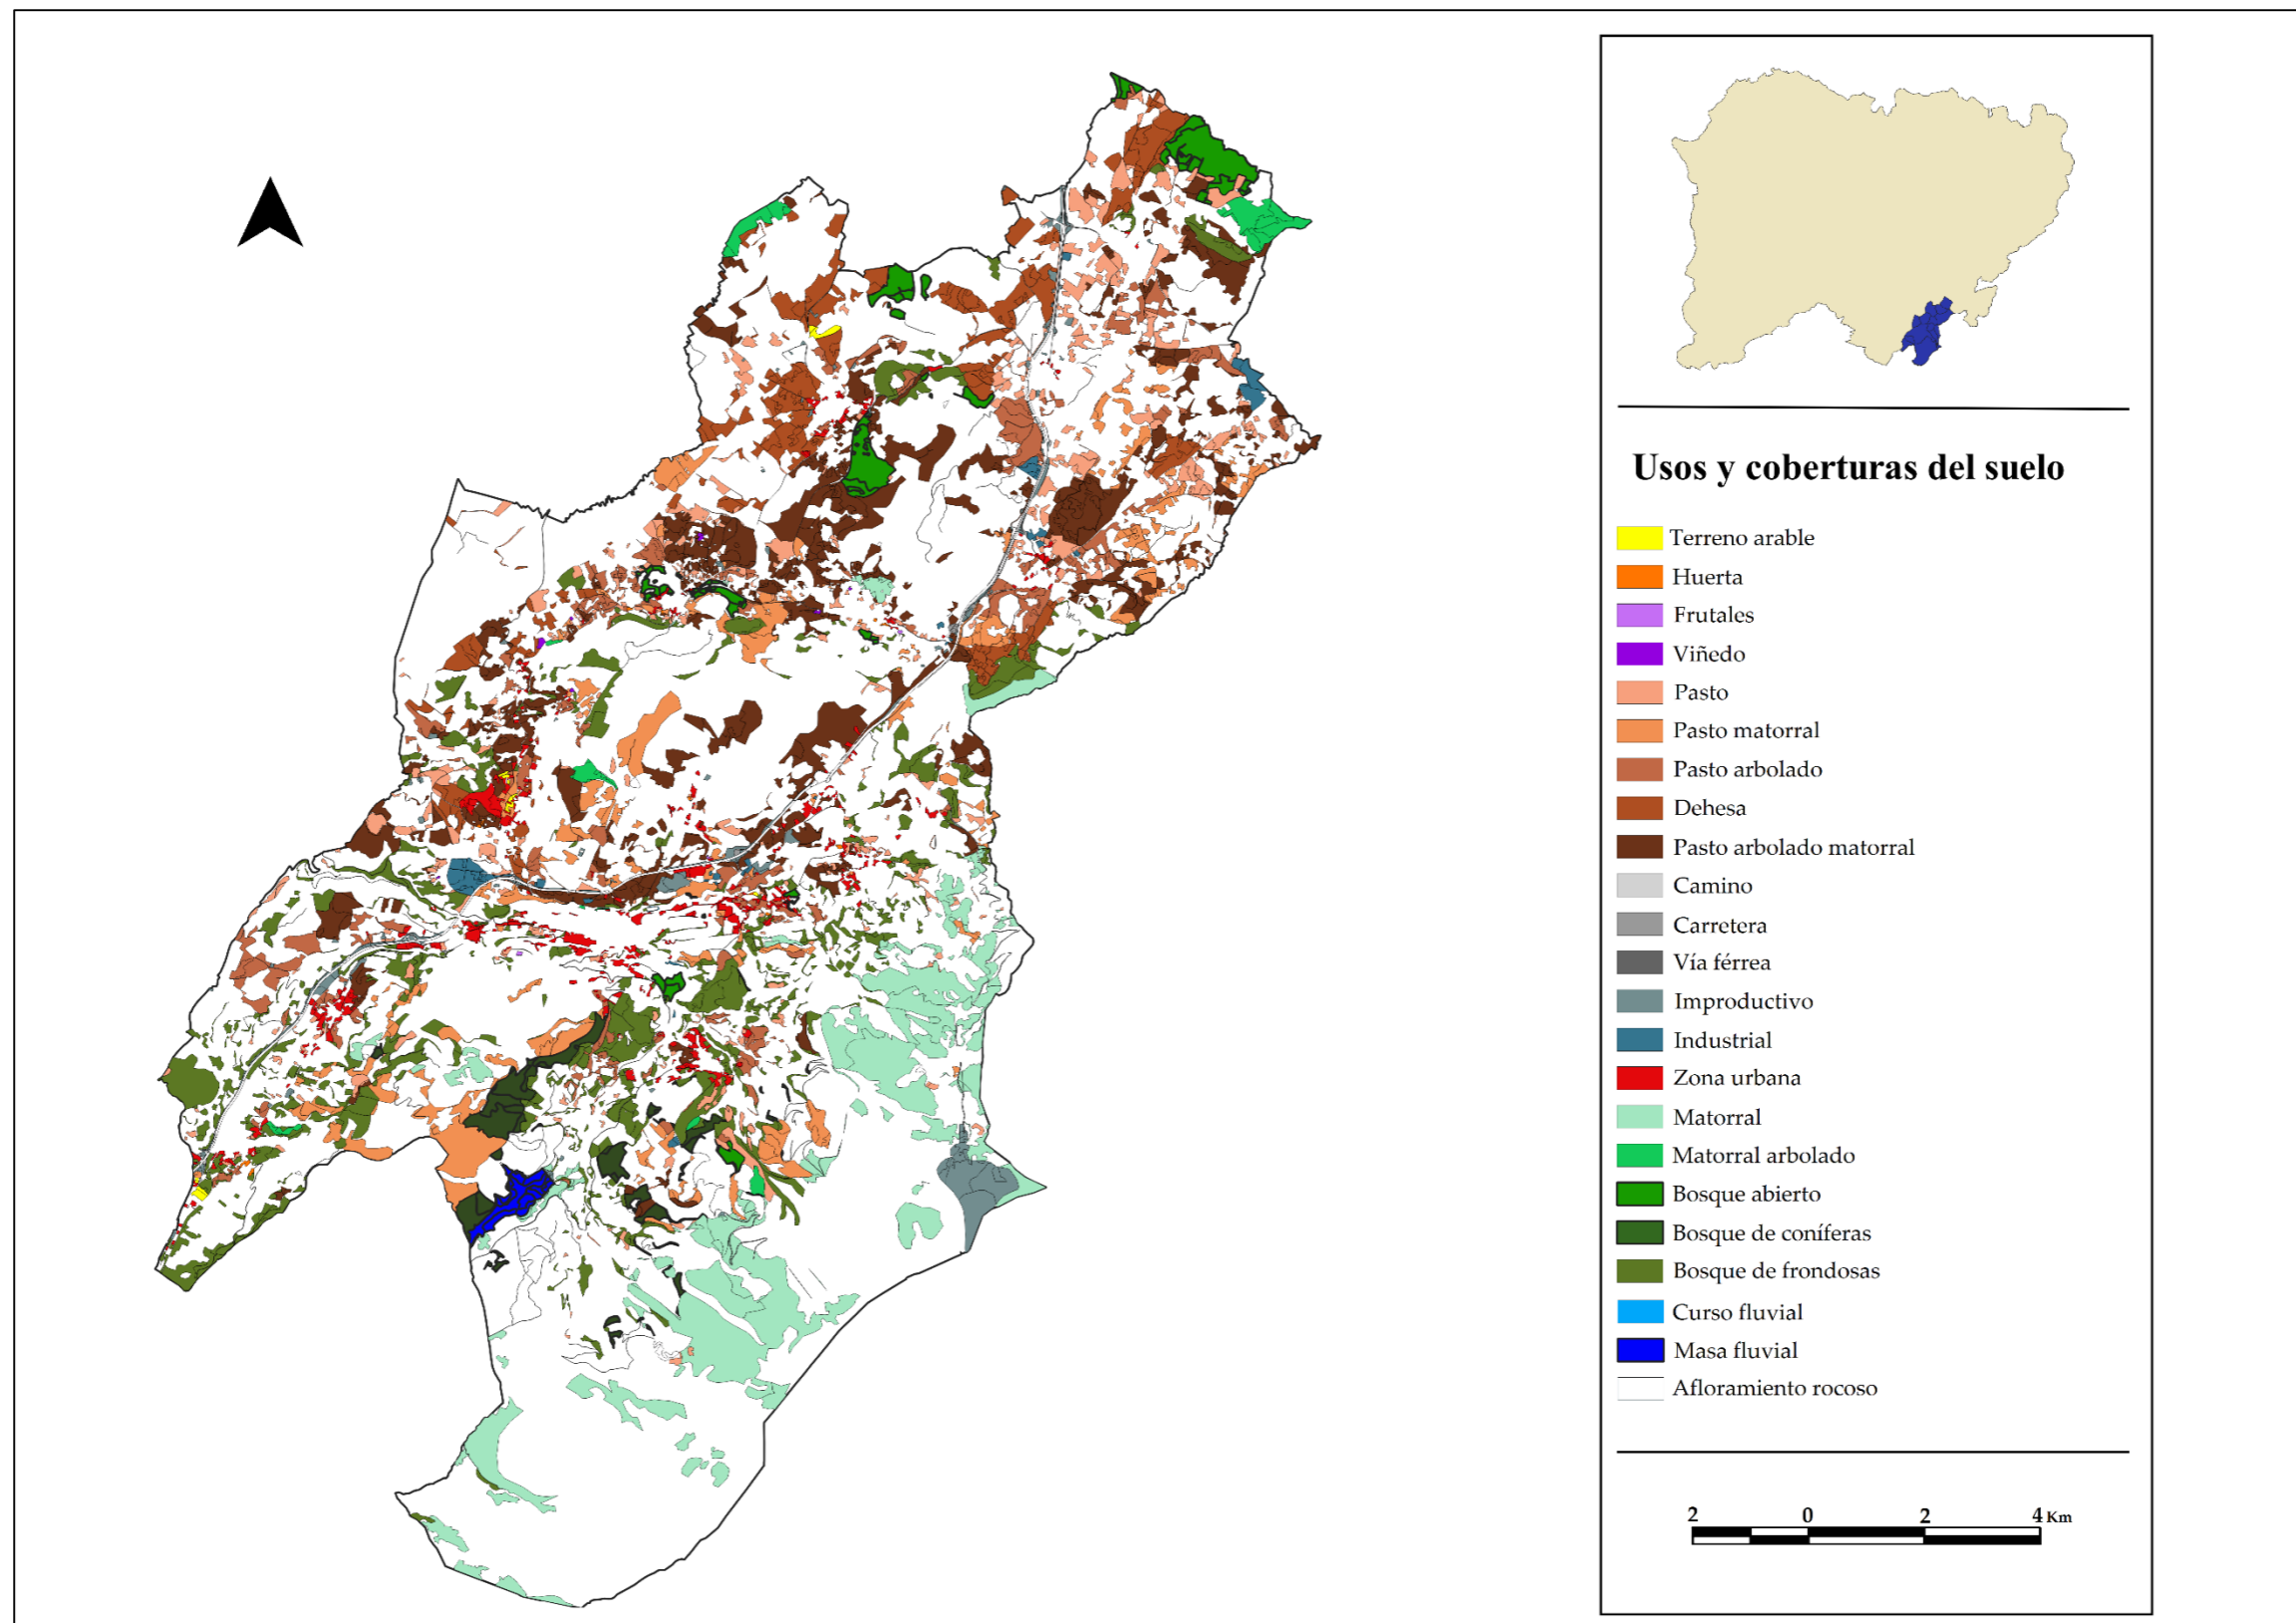 Usos y coberturas del suelo
Terreno arable
Huerta
Frutales
Viñedo
Pasto
Pasto matorral
Pasto arbolado
Dehesa
Pasto arbolado matorral
Camino
Carretera
Vía férrea
Improductivo
Industrial
Zona urbana
Matorral
Matorral arbolado
Bosque abierto
Bosque de coníferas
Bosque de frondosas
Curso fluvial
Masa fluvial
Afloramiento rocoso
2 0 2 4 Km